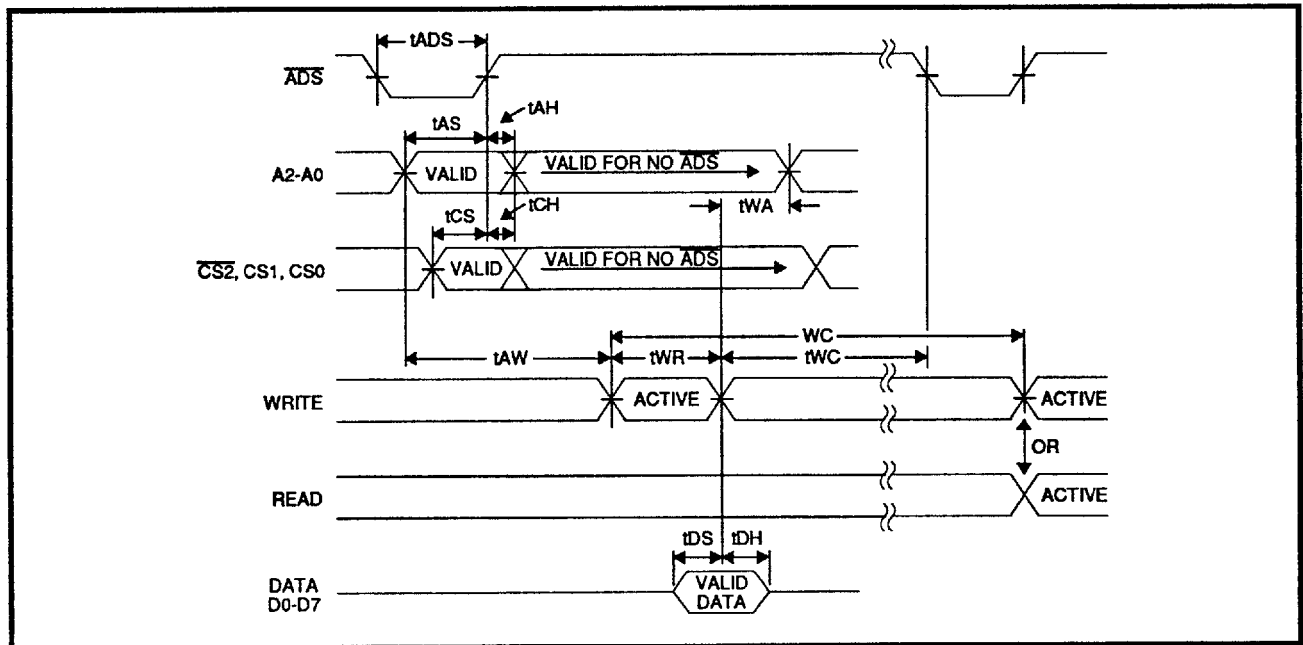 tADS
ADS
tAH
tAS
A2-A0
VALID
VALID FOR NO ADS
tWA
tCS
tCH
CS2, CS1, CS0
VALID
VALID FOR NO ADS
WC
tAW
tWR
tWC
WRITE
ACTIVE
ACTIVE
OR
READ
ACTIVE
tDS
tDH
DATA
D0-D7
VALID
DATA